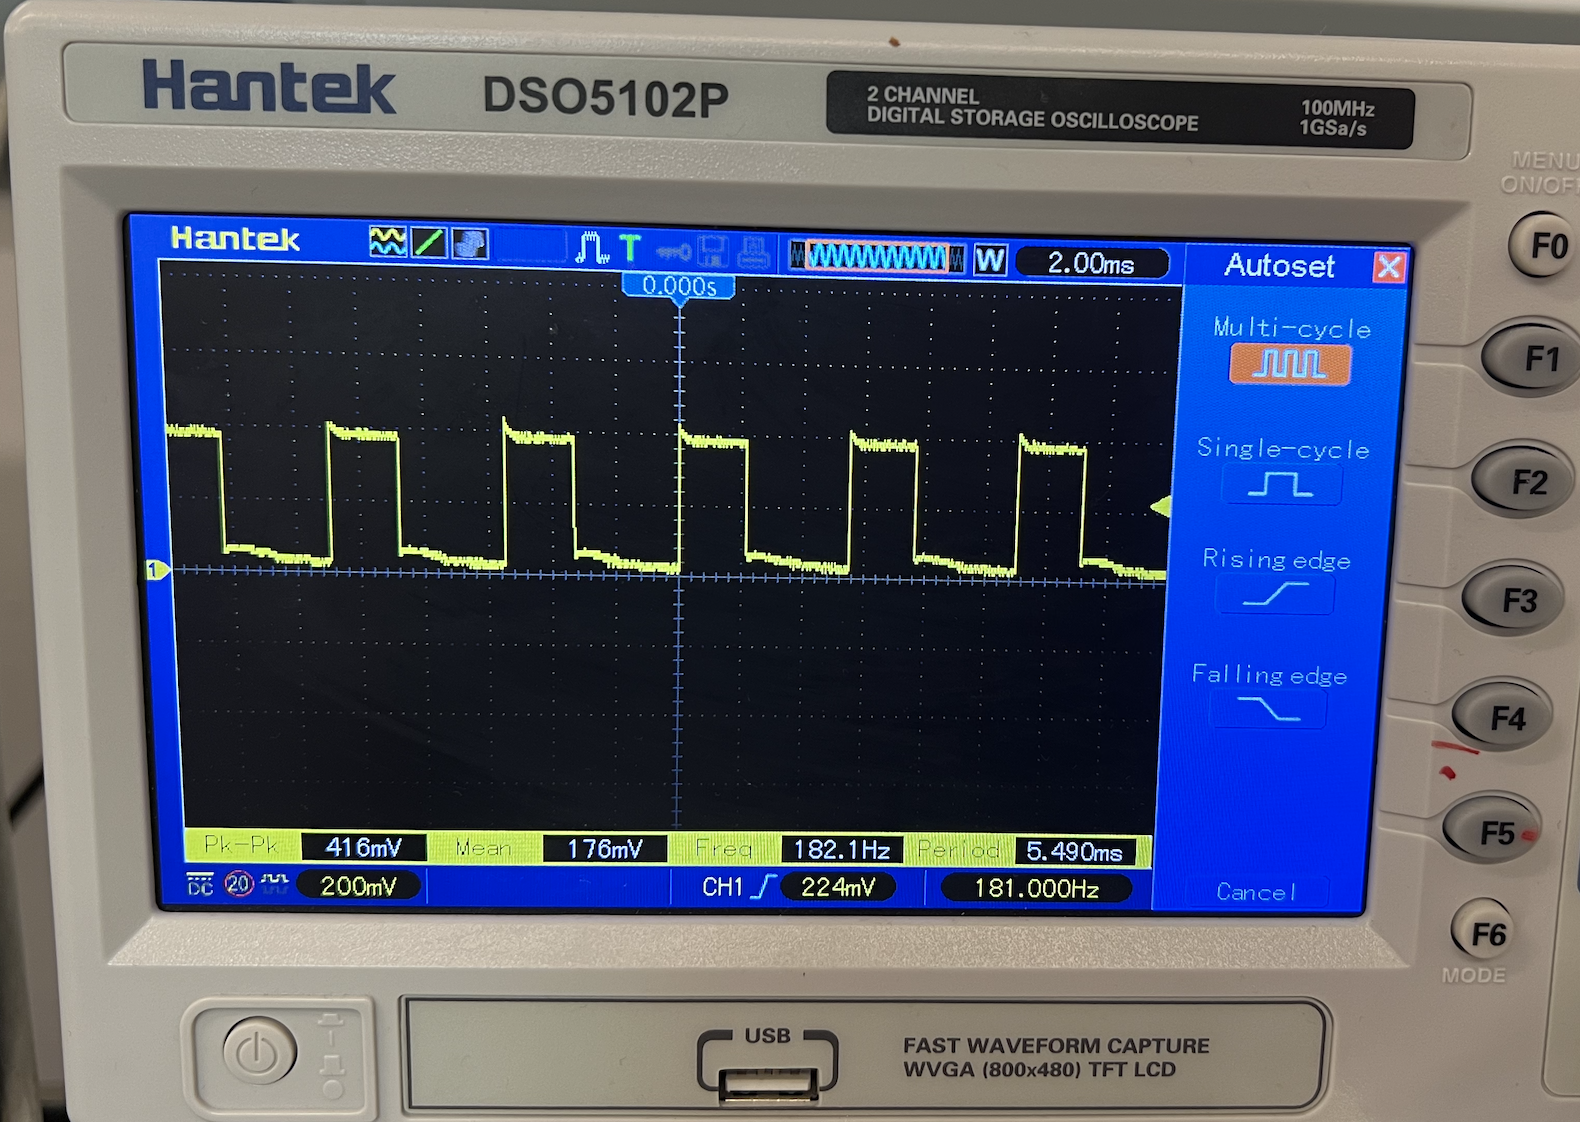 Hantek DSO5102P
2 CHANNEL
DIGITAL STORAGE OSCILLOSCOPE
100MHz
1GSa/s
MENU
ON/OFF
Hantek
T
W 2.00ms
0.000s
Autoset
Multi-cycle
Single-cycle
Rising edge
Falling edge
Cancel
1
Pk-Pk 416mV Mean 176mV Freq 182.1Hz Period 5.490ms
DC 20 200mV CH1 224mV 181.000Hz
F0
F1
F2
F3
F4
F5
F6
MODE
USB
FAST WAVEFORM CAPTURE
WVGA (800x480) TFT LCD